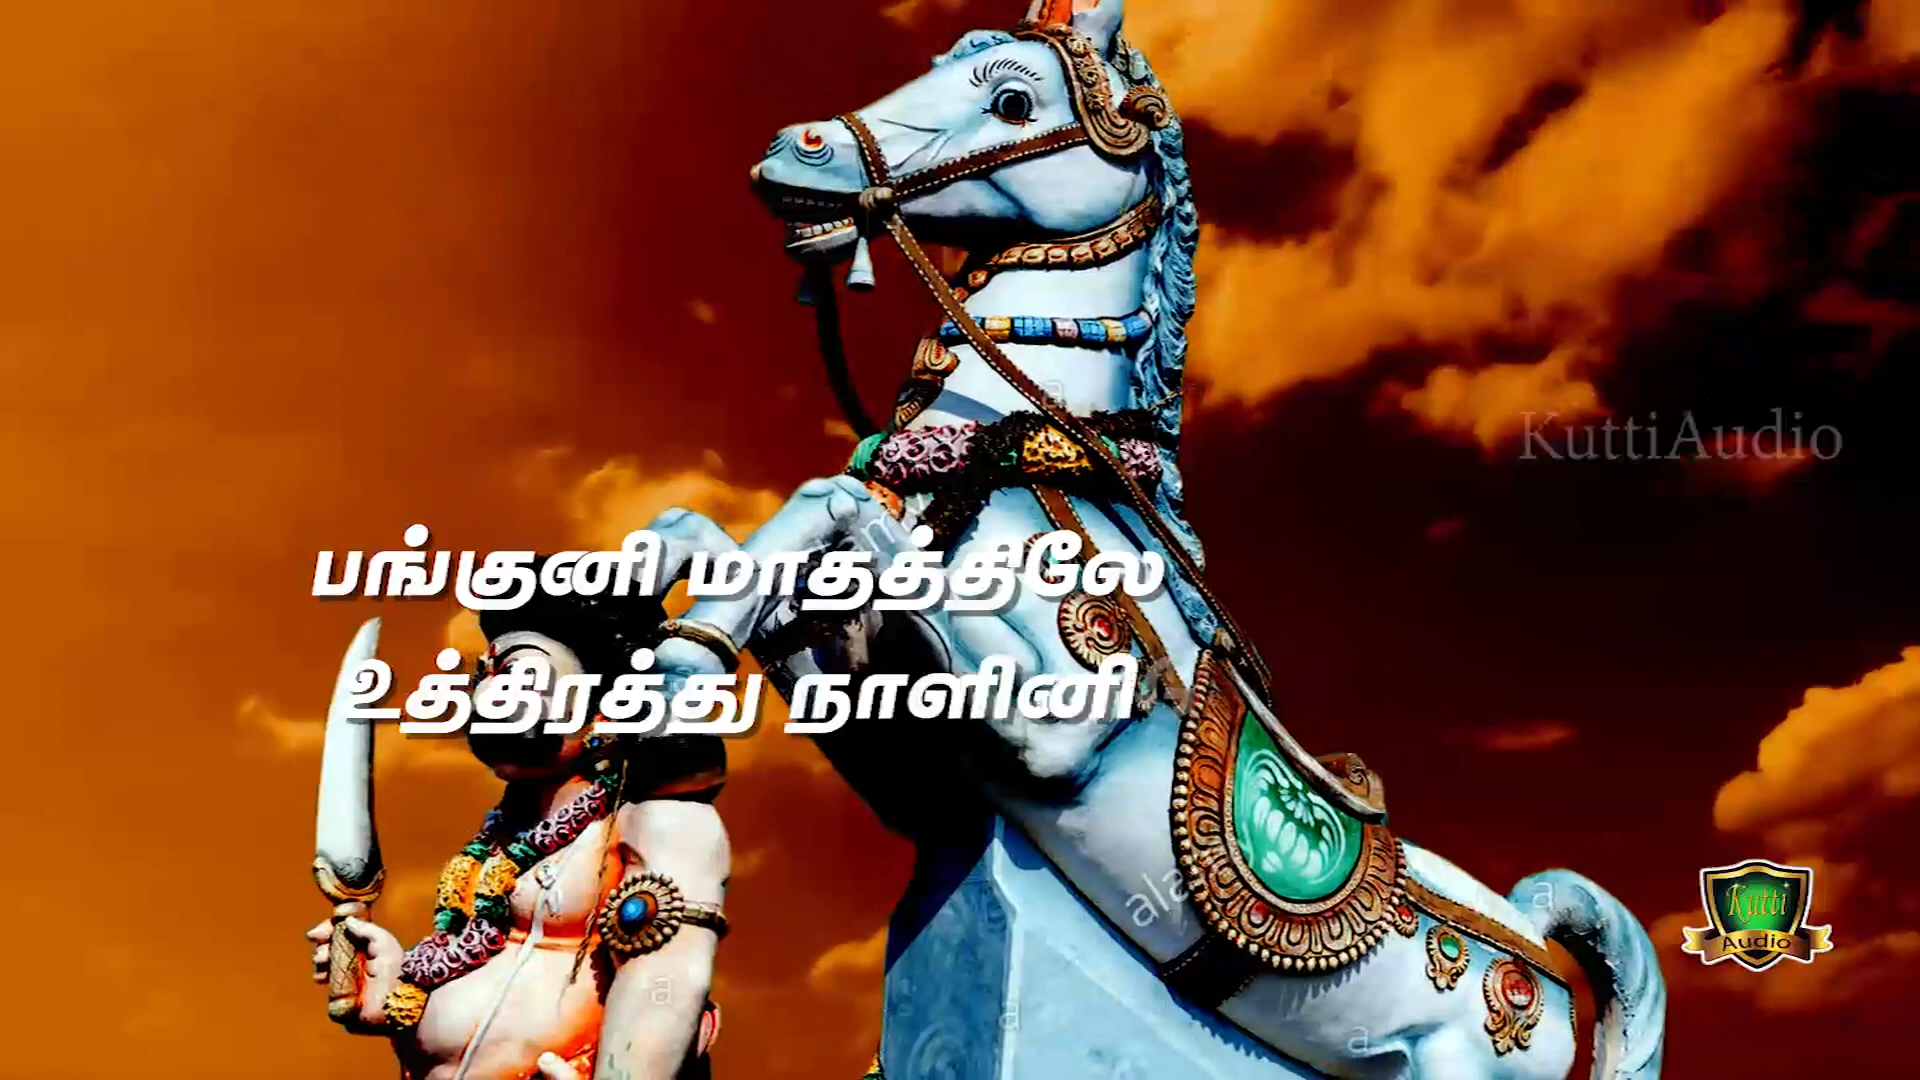 KuttiAudio
பங்குனி மாதத்திலே
உத்திரத்து நாளினி
Kutti
Audio